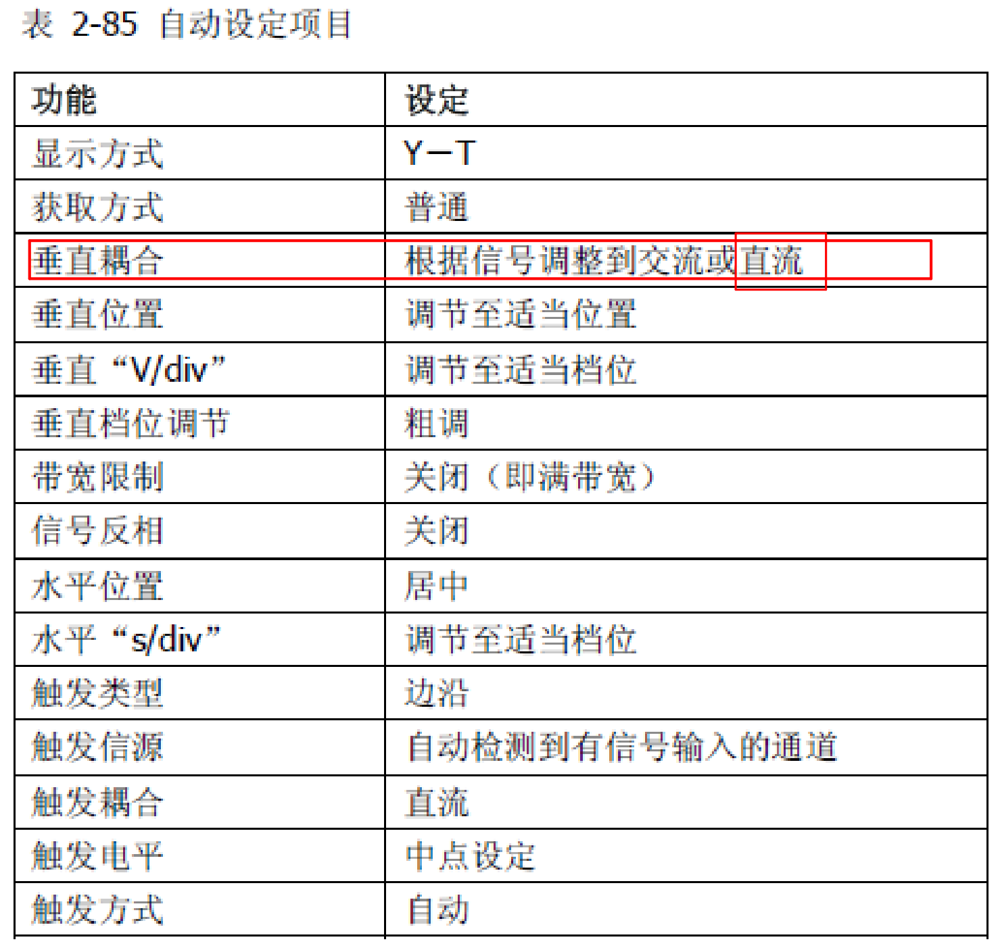 表 2-85 自动设定项目
功能 设定
显示方式 Y－T
获取方式 普通
垂直耦合 根据信号调整到交流或直流
垂直位置 调节至适当位置
垂直“V/div” 调节至适当档位
垂直档位调节 粗调
带宽限制 关闭（即满带宽）
信号反相 关闭
水平位置 居中
水平“s/div” 调节至适当档位
触发类型 边沿
触发信源 自动检测到有信号输入的通道
触发耦合 直流
触发电平 中点设定
触发方式 自动